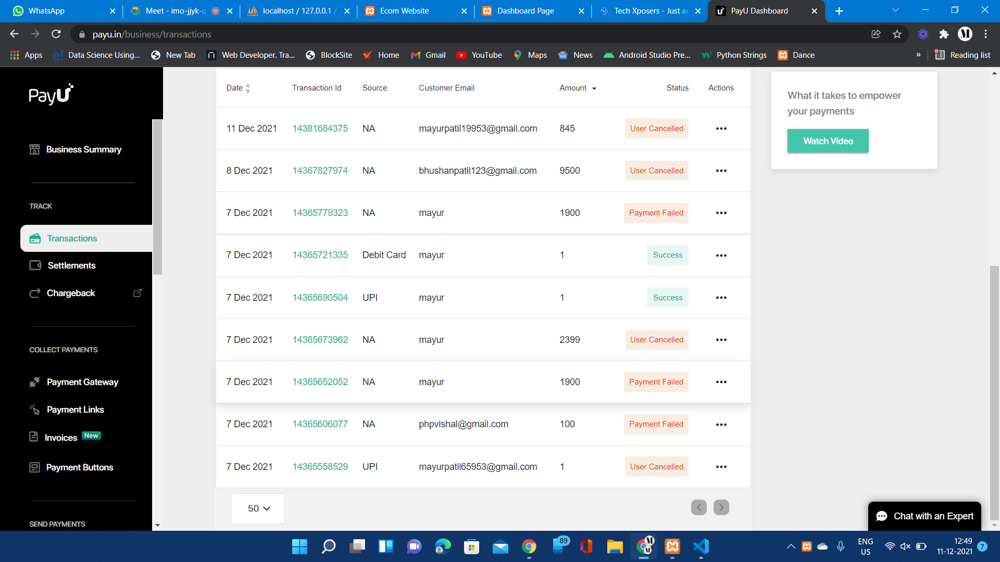 WhatsApp
Meet - imo-jjyk-q
localhost / 127.0.0.1 /
Ecom Website
Dashboard Page
Tech Xposers - Just ar
PayU Dashboard
payu.in/business/transactions
Apps
Data Science Using...
New Tab
Web Developer. Tra...
BlockSite
Home
Gmail
YouTube
Maps
News
Android Studio Pre...
Python Strings
Dance
»
Reading list
PayU
Business Summary
TRACK
Transactions
Settlements
Chargeback
COLLECT PAYMENTS
Payment Gateway
Payment Links
Invoices New
Payment Buttons
SEND PAYMENTS
Date Transaction Id Source Customer Email Amount Status Actions
11 Dec 2021 14381684375 NA mayurpatil19953@gmail.com 845 User Cancelled
8 Dec 2021 14367827974 NA bhushanpatil123@gmail.com 9500 User Cancelled
7 Dec 2021 14365779323 NA mayur 1900 Payment Failed
7 Dec 2021 14365721335 Debit Card mayur 1 Success
7 Dec 2021 14365690504 UPI mayur 1 Success
7 Dec 2021 14365673962 NA mayur 2399 User Cancelled
7 Dec 2021 14365652052 NA mayur 1900 Payment Failed
7 Dec 2021 14365606077 NA phpvishal@gmail.com 100 Payment Failed
7 Dec 2021 14365558529 UPI mayurpatil65953@gmail.com 1 User Cancelled
50
What it takes to empower
your payments
Watch Video
Chat with an Expert
89
ENG
US
12:49
11-12-2021
7